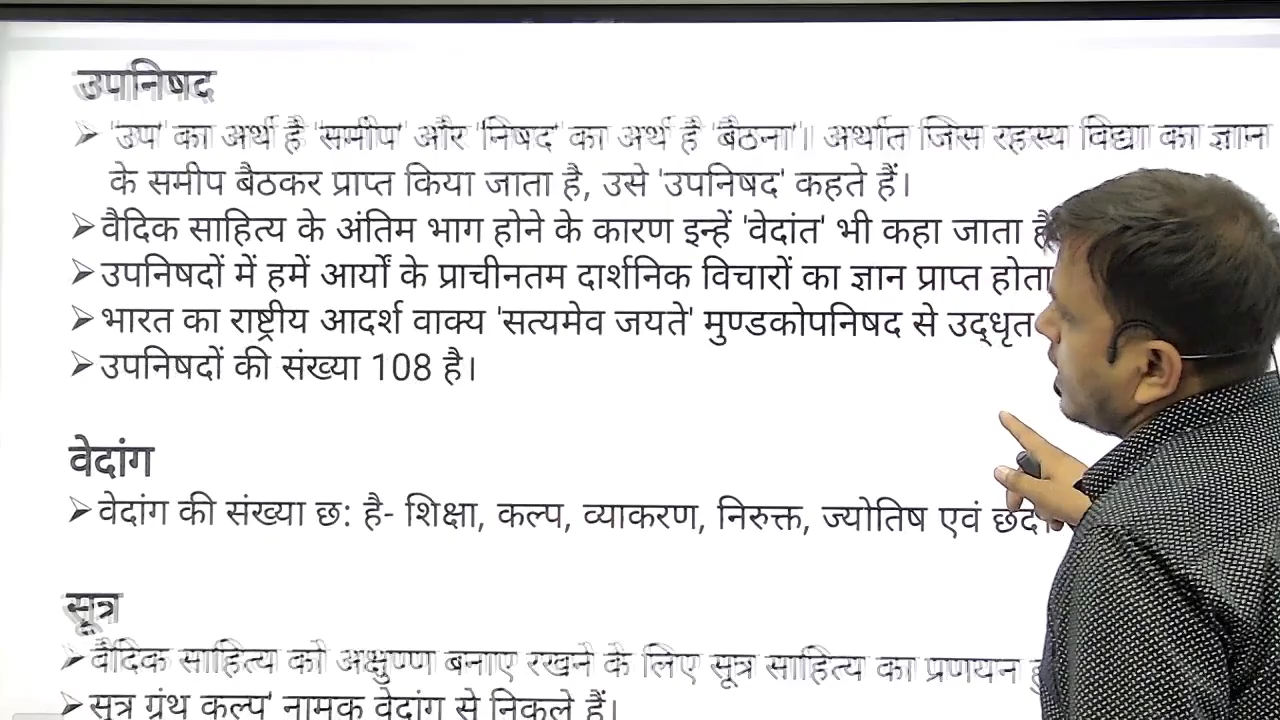 उपनिषद
➢ 'उप' का अर्थ है 'समीप' और 'निषद' का अर्थ है 'बैठना'। अर्थात जिस रहस्य विद्या का ज्ञान
के समीप बैठकर प्राप्त किया जाता है, उसे 'उपनिषद' कहते हैं।
➢ वैदिक साहित्य के अंतिम भाग होने के कारण इन्हें 'वेदांत' भी कहा जाता
➢ उपनिषदों में हमें आर्यों के प्राचीनतम दार्शनिक विचारों का ज्ञान प्राप्त होता
➢ भारत का राष्ट्रीय आदर्श वाक्य 'सत्यमेव जयते' मुण्डकोपनिषद से उद्धृत
➢ उपनिषदों की संख्या 108 है।
वेदांग
➢ वेदांग की संख्या छ: है- शिक्षा, कल्प, व्याकरण, निरुक्त, ज्योतिष एवं छंद
सूत्र
➢ वैदिक साहित्य को अक्षुण्ण बनाए रखने के लिए सूत्र साहित्य का प्रणयन
➢ सूत्र ग्रंथ कल्प' नामक वेदांग से निकले हैं।